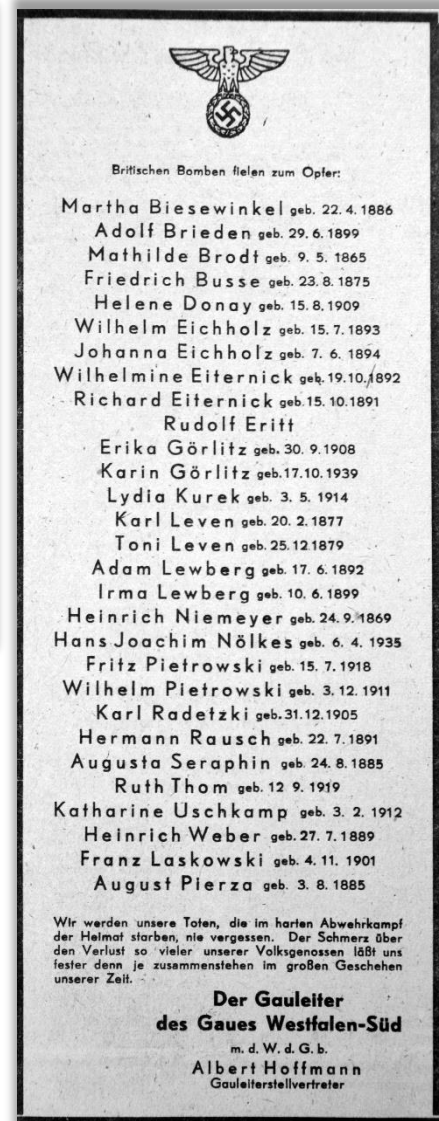 Britischen Bomben fielen zum Opfer:
Martha Biesewinkel geb. 22. 4. 1886
Adolf Brieden geb. 29. 6. 1899
Mathilde Brodt geb. 9. 5. 1865
Friedrich Busse geb. 23. 8. 1875
Helene Donay geb. 15. 8. 1909
Wilhelm Eichholz geb. 15. 7. 1893
Johanna Eichholz geb. 7. 6. 1894
Wilhelmine Eiternick geb. 19. 10. 1892
Richard Eiternick geb. 15. 10. 1891
Rudolf Eritt
Erika Görlitz geb. 30. 9. 1908
Karin Görlitz geb. 17. 10. 1939
Lydia Kurek geb. 3. 5. 1914
Karl Leven geb. 20. 2. 1877
Toni Leven geb. 25. 12. 1879
Adam Lewberg geb. 17. 6. 1892
Irma Lewberg geb. 10. 6. 1899
Heinrich Niemeyer geb. 24. 9. 1869
Hans Joachim Nölkes geb. 6. 4. 1935
Fritz Pietrowski geb. 15. 7. 1918
Wilhelm Pietrowski geb. 3. 12. 1911
Karl Radetzki geb. 31. 12. 1905
Hermann Rausch geb. 22. 7. 1891
Augusta Seraphin geb. 24. 8. 1885
Ruth Thom geb. 12 9. 1919
Katharine Uschkamp geb. 3. 2. 1912
Heinrich Weber geb. 27. 7. 1889
Franz Laskowski geb. 4. 11. 1901
August Pierza geb. 3. 8. 1885
Wir werden unsere Toten, die im harten Abwehrkampf
der Heimat starben, nie vergessen. Der Schmerz über
den Verlust so vieler unserer Volksgenossen läßt uns
fester denn je zusammenstehen im großen Geschehen
unserer Zeit.
Der Gauleiter
des Gaues Westfalen-Süd
m. d. W. d. G. b.
Albert Hoffmann
Gauleiterstellvertreter